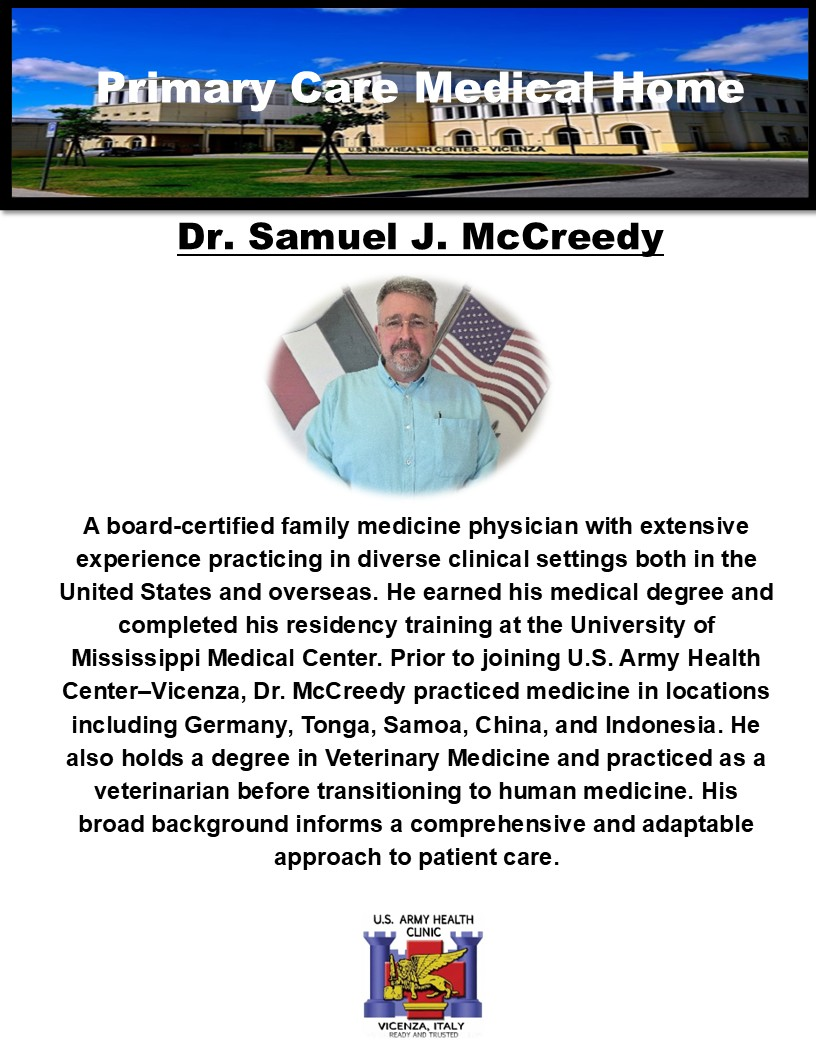 Primary Care Medical Home
U.S. ARMY HEALTH CENTER - VICENZA
Dr. Samuel J. McCreedy
A board-certified family medicine physician with extensive
experience practicing in diverse clinical settings both in the
United States and overseas. He earned his medical degree and
completed his residency training at the University of
Mississippi Medical Center. Prior to joining U.S. Army Health
Center–Vicenza, Dr. McCreedy practiced medicine in locations
including Germany, Tonga, Samoa, China, and Indonesia. He
also holds a degree in Veterinary Medicine and practiced as a
veterinarian before transitioning to human medicine. His
broad background informs a comprehensive and adaptable
approach to patient care.
U.S. ARMY HEALTH
CLINIC
VICENZA, ITALY
READY AND TRUSTED